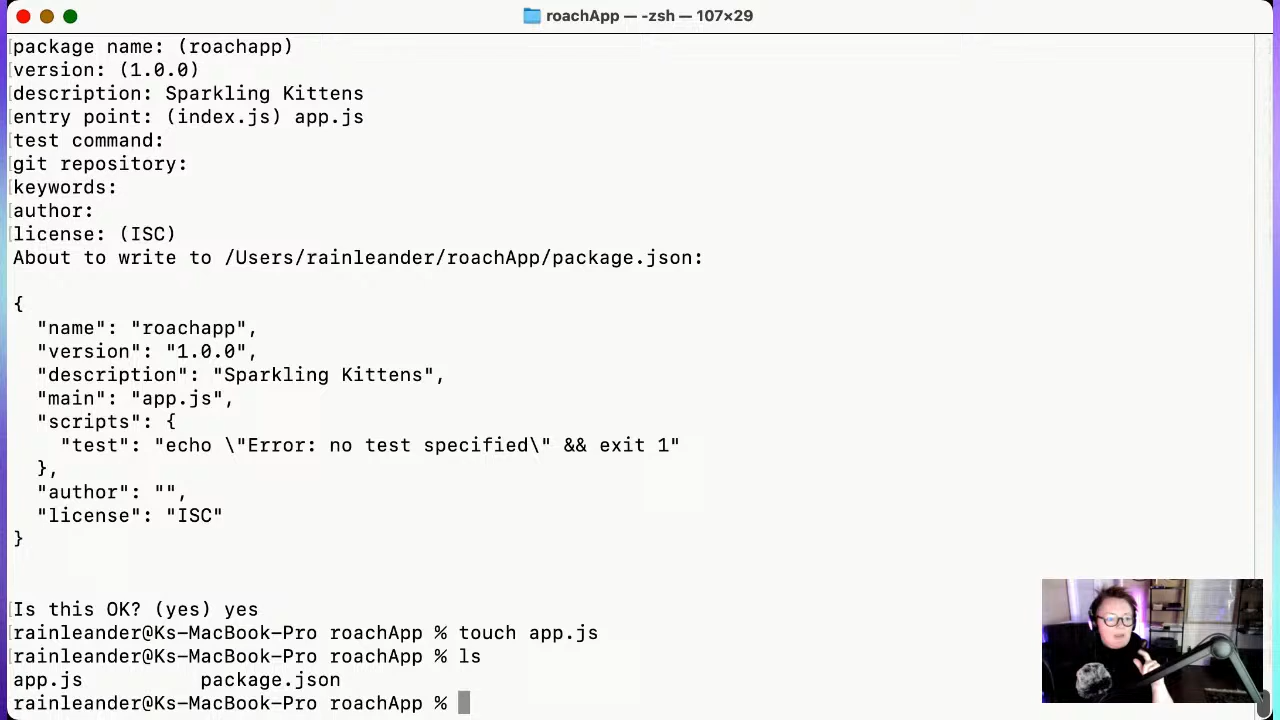 roachApp — -zsh — 107×29
package name: (roachapp)
version: (1.0.0)
description: Sparkling Kittens
entry point: (index.js) app.js
test command:
git repository:
keywords:
author:
license: (ISC)
About to write to /Users/rainleander/roachApp/package.json:
{
  "name": "roachapp",
  "version": "1.0.0",
  "description": "Sparkling Kittens",
  "main": "app.js",
  "scripts": {
    "test": "echo \"Error: no test specified\" && exit 1"
  },
  "author": "",
  "license": "ISC"
}
Is this OK? (yes) yes
rainleander@Ks-MacBook-Pro roachApp % touch app.js
rainleander@Ks-MacBook-Pro roachApp % ls
app.js          package.json
rainleander@Ks-MacBook-Pro roachApp %